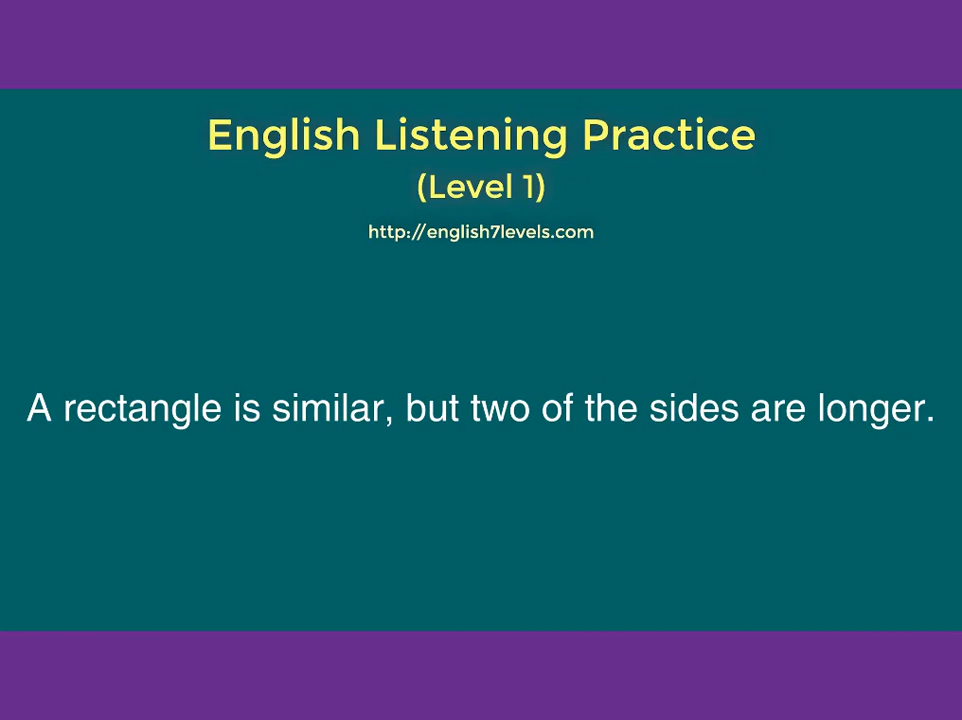 English Listening Practice
(Level 1)
http://english7levels.com
A rectangle is similar, but two of the sides are longer.